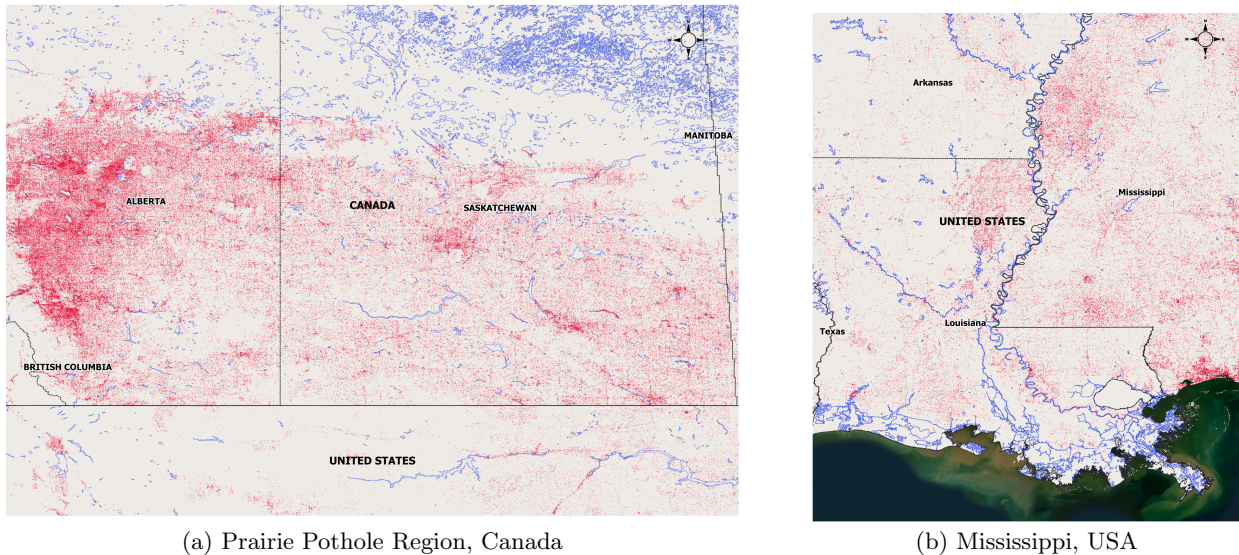 MANITOBA
ALBERTA
CANADA
SASKATCHEWAN
BRITISH COLUMBIA
UNITED STATES
(a) Prairie Pothole Region, Canada
Arkansas
Mississippi
UNITED STATES
Louisiana
Texas
(b) Mississippi, USA